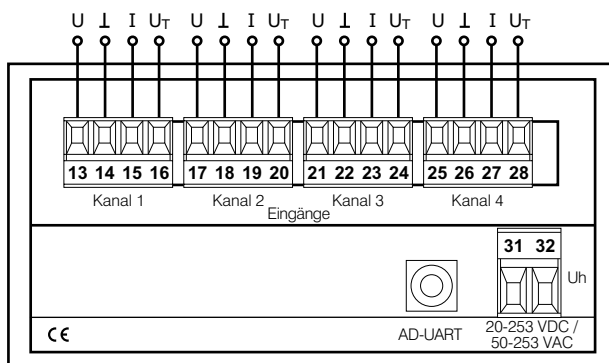 U ⊥ I UT U ⊥ I UT U ⊥ I UT U ⊥ I UT
13 14 15 16 17 18 19 20 21 22 23 24 25 26 27 28
Kanal 1 Kanal 2 Kanal 3 Kanal 4
Eingänge
31 32
Uh
CE AD-UART 20-253 VDC /
50-253 VAC